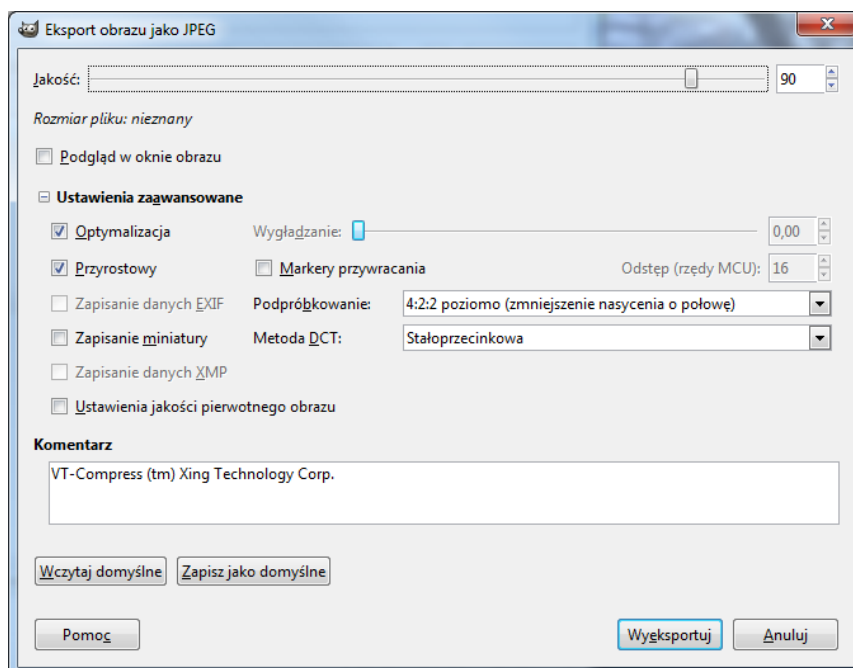 Eksport obrazu jako JPEG
Jakość: 90
Rozmiar pliku: nieznany
Podgląd w oknie obrazu
Ustawienia zaawansowane
Optymalizacja Wygładzanie: 0,00
Przyrostowy Markery przywracania Odstęp (rzędy MCU): 16
Zapisanie danych EXIF Podpróbkowanie: 4:2:2 poziomo (zmniejszenie nasycenia o połowę)
Zapisanie miniatury Metoda DCT: Stałoprzecinkowa
Zapisanie danych XMP
Ustawienia jakości pierwotnego obrazu
Komentarz
VT-Compress (tm) Xing Technology Corp.
Wczytaj domyślne Zapisz jako domyślne
Pomoc Wyeksportuj Anuluj